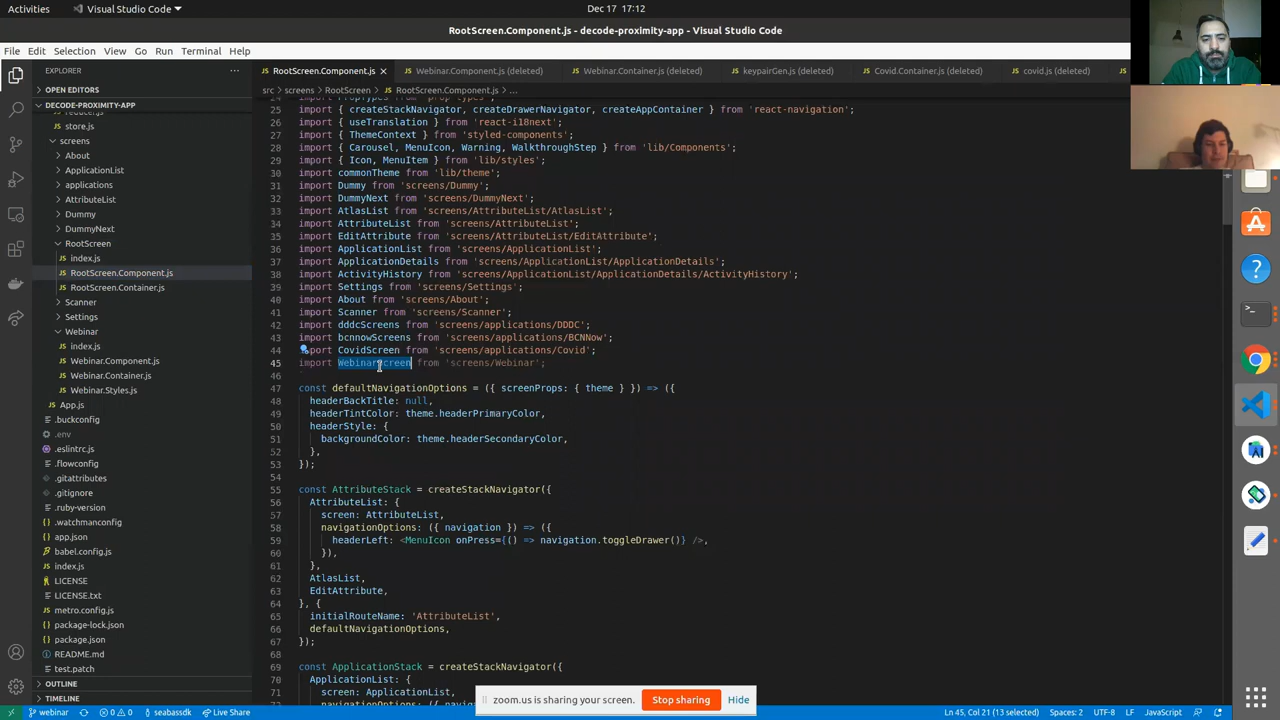 Activities
Visual Studio Code
Dec 17 17:12
RootScreen.Component.js - decode-proximity-app - Visual Studio Code
File Edit Selection View Go Run Terminal Help
EXPLORER
OPEN EDITORS
DECODE-PROXIMITY-APP
reducer.js
store.js
screens
About
ApplicationList
applications
AttributeList
Dummy
DummyNext
RootScreen
index.js
RootScreen.Component.js
RootScreen.Container.js
Scanner
Settings
Webinar
index.js
Webinar.Component.js
Webinar.Container.js
Webinar.Styles.js
App.js
.buckconfig
.env
.eslintrc.js
.flowconfig
.gitattributes
.gitignore
.ruby-version
.watchmanconfig
app.json
babel.config.js
index.js
LICENSE
LICENSE.txt
metro.config.js
package-lock.json
package.json
README.md
test.patch
OUTLINE
TIMELINE
RootScreen.Component.js
Webinar.Component.js (deleted)
Webinar.Container.js (deleted)
keypairGen.js (deleted)
Covid.Container.js (deleted)
covid.js (deleted)
src > screens > RootScreen > RootScreen.Component.js > ...
24 import PropTypes from 'prop-types';
25 import { createStackNavigator, createDrawerNavigator, createAppContainer } from 'react-navigation';
26 import { useTranslation } from 'react-i18next';
27 import { ThemeContext } from 'styled-components';
28 import { Carousel, MenuIcon, Warning, WalkthroughStep } from 'lib/Components';
29 import { Icon, MenuItem } from 'lib/styles';
30 import commonTheme from 'lib/theme';
31 import Dummy from 'screens/Dummy';
32 import DummyNext from 'screens/DummyNext';
33 import AtlasList from 'screens/AttributeList/AtlasList';
34 import AttributeList from 'screens/AttributeList';
35 import EditAttribute from 'screens/AttributeList/EditAttribute';
36 import ApplicationList from 'screens/ApplicationList';
37 import ApplicationDetails from 'screens/ApplicationList/ApplicationDetails';
38 import ActivityHistory from 'screens/ApplicationList/ApplicationDetails/ActivityHistory';
39 import Settings from 'screens/Settings';
40 import About from 'screens/About';
41 import Scanner from 'screens/Scanner';
42 import dddcScreens from 'screens/applications/DDDC';
43 import bcnnowScreens from 'screens/applications/BCNNow';
44 import CovidScreen from 'screens/applications/Covid';
45 import WebinarScreen from 'screens/Webinar';
46
47 const defaultNavigationOptions = ({ screenProps: { theme } }) => ({
48 headerBackTitle: null,
49 headerTintColor: theme.headerPrimaryColor,
50 headerStyle: {
51 backgroundColor: theme.headerSecondaryColor,
52 },
53 });
54
55 const AttributeStack = createStackNavigator({
56 AttributeList: {
57 screen: AttributeList,
58 navigationOptions: ({ navigation }) => ({
59 headerLeft: <MenuIcon onPress={() => navigation.toggleDrawer()} />,
60 }),
61 },
62 AtlasList,
63 EditAttribute,
64 }, {
65 initialRouteName: 'AttributeList',
66 defaultNavigationOptions,
67 });
68
69 const ApplicationStack = createStackNavigator({
70 ApplicationList: {
71 screen: ApplicationList,
zoom.us is sharing your screen. Stop sharing Hide
webinar 0 0 seabassdk Live Share
Ln 45, Col 21 (13 selected) Spaces: 2 UTF-8 LF JavaScript